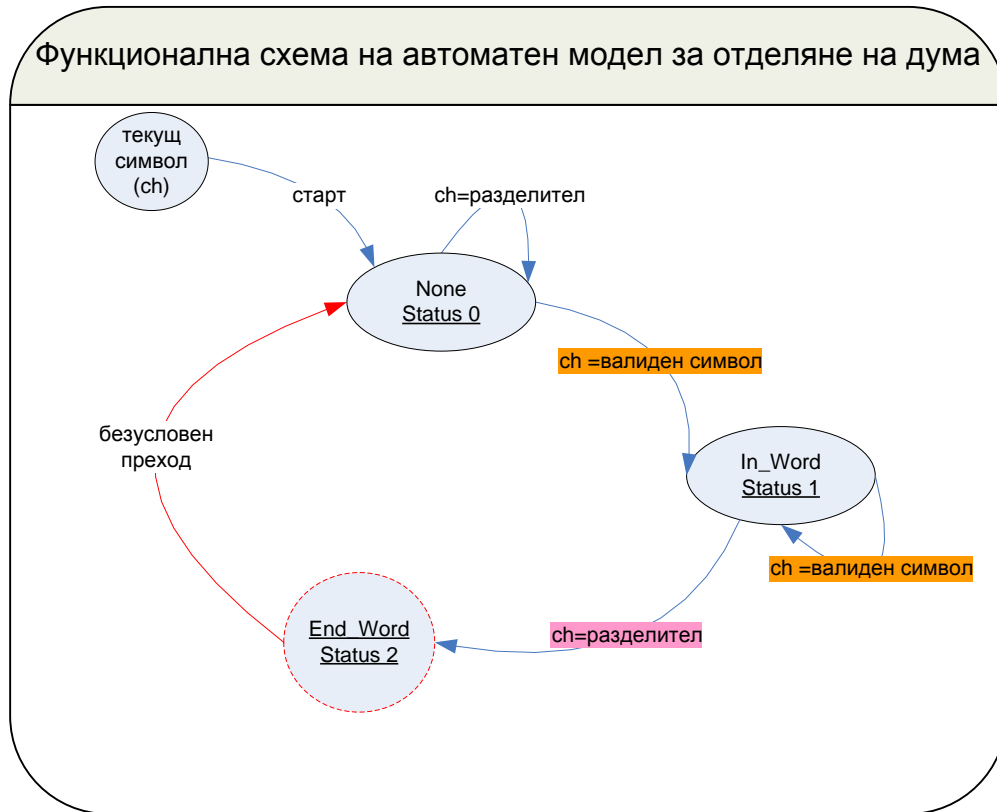 Функционална схема на автоматен модел за отделяне на дума
текущ
символ
(ch)
старт
ch=разделител
None
Status 0
ch =валиден символ
безусловен
преход
In_Word
Status 1
ch =валиден символ
End_Word
Status 2
ch=разделител